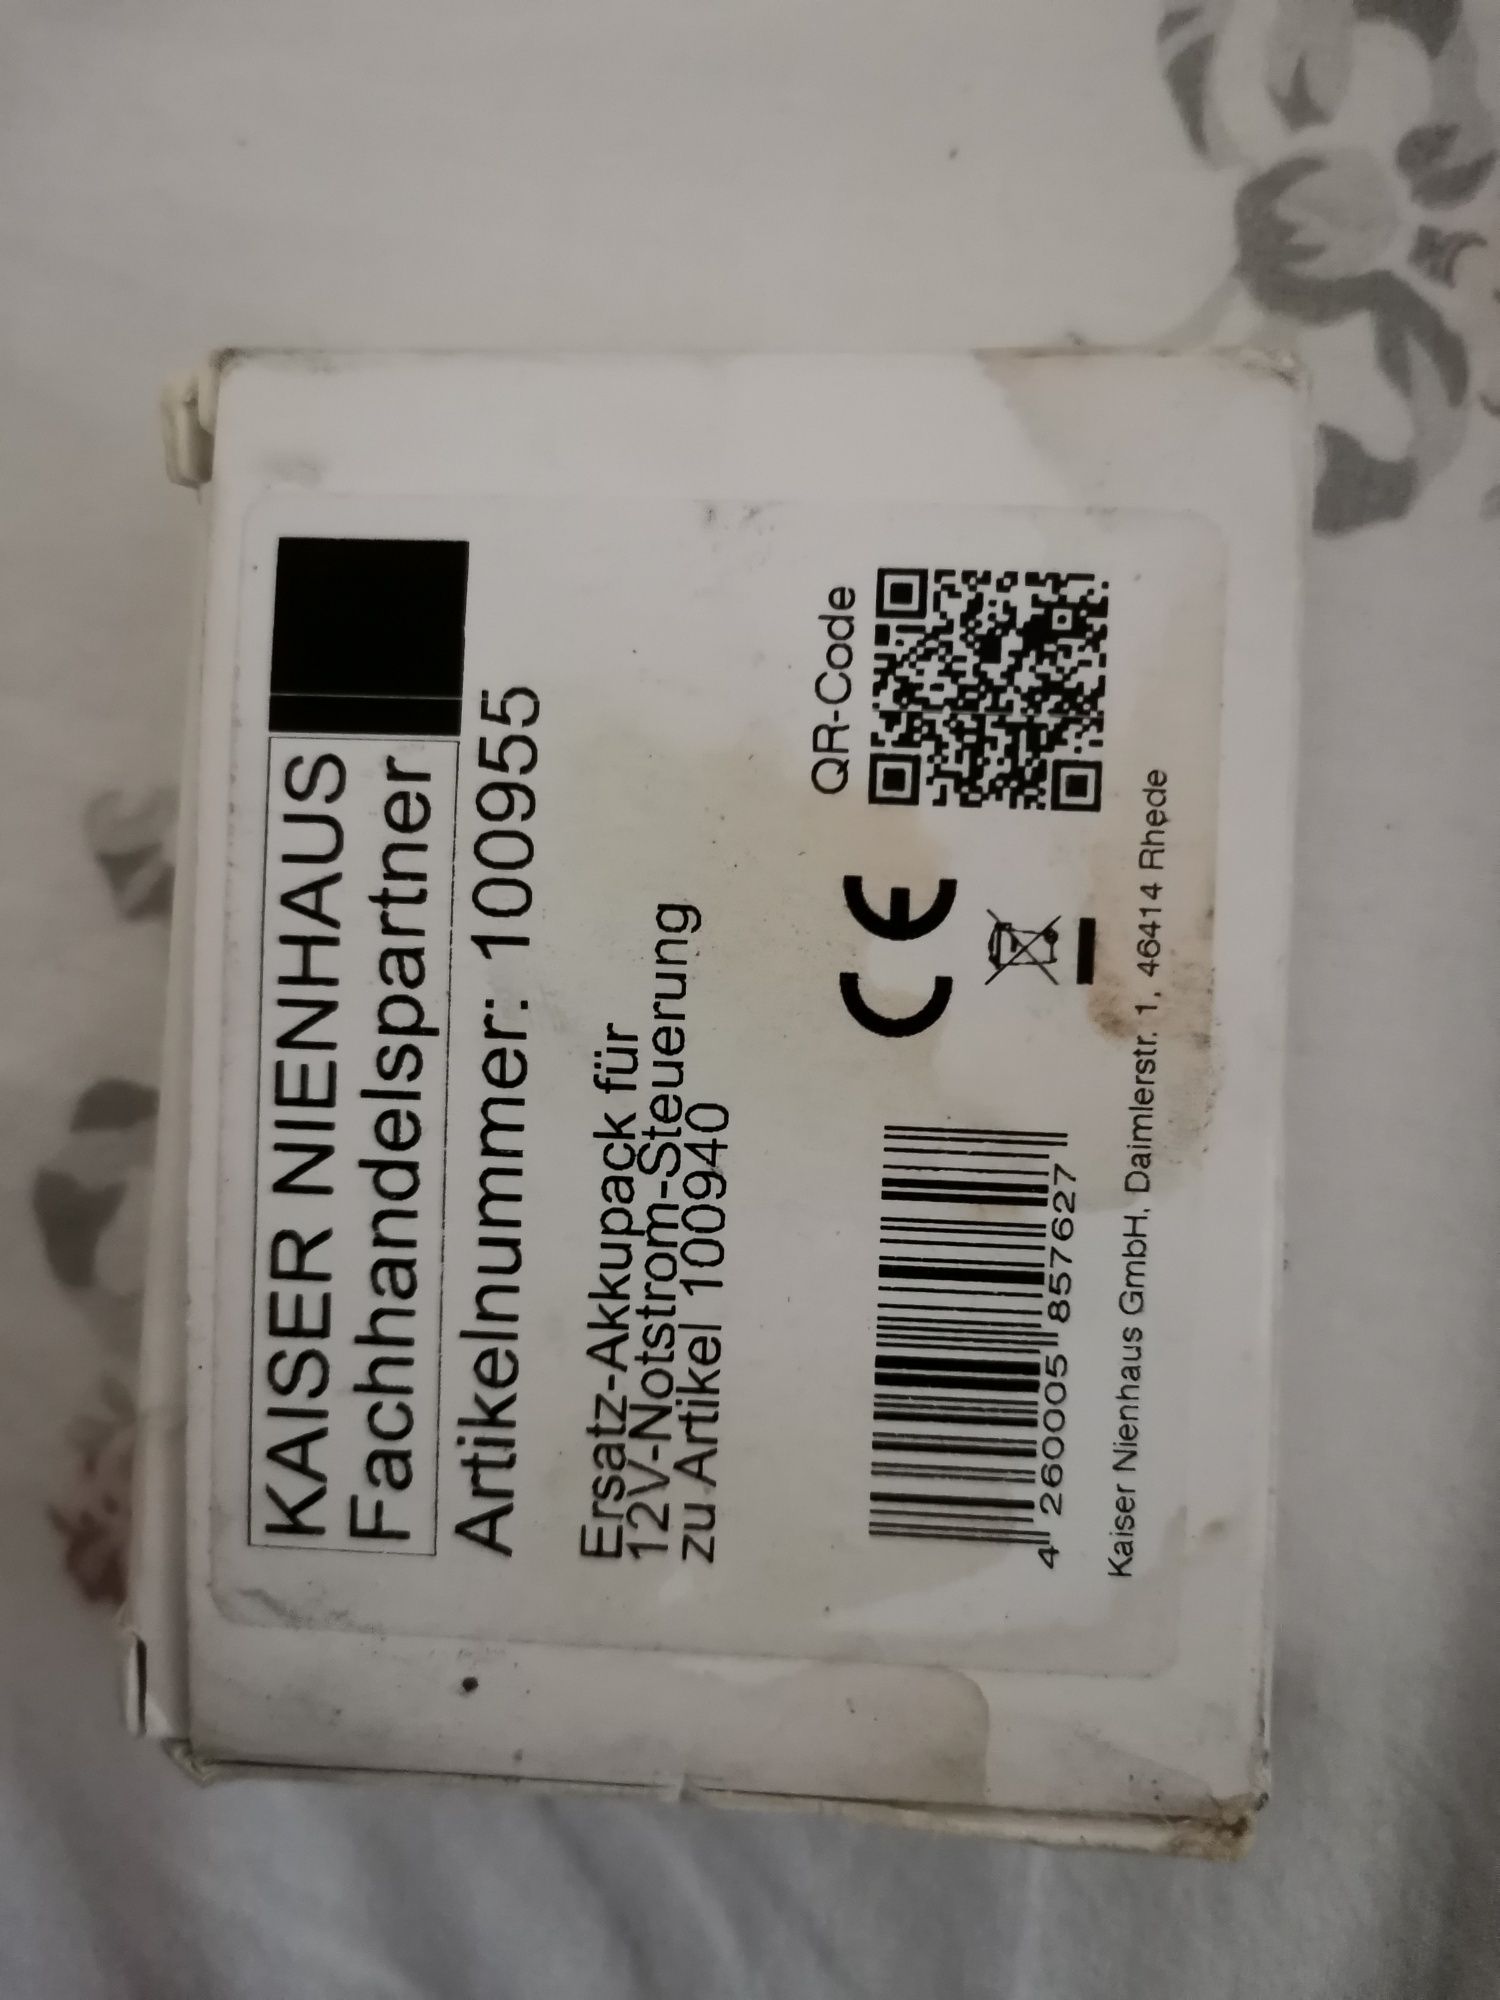 KAISER NIENHAUS
Fachhandelspartner
Artikelnummer: 100955
Ersatz-Akkupack für
12V-Notstrom-Steuerung
zu Artikel 100940
QR-Code
CE
4 260005 857627
Kaiser Nienhaus GmbH, Daimlerstr. 1, 46414 Rhede